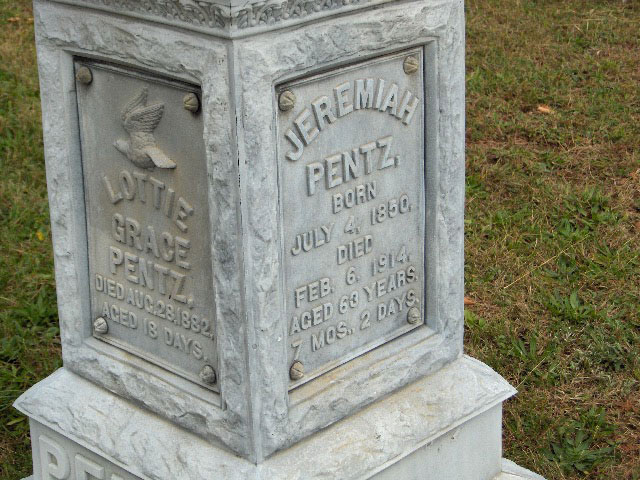 LOTTIE
GRACE
PENTZ.
DIED AUG. 28, 1882,
AGED 18 DAYS.
JEREMIAH
PENTZ.
BORN
JULY 4, 1850,
DIED
FEB. 6, 1914.
AGED 63 YEARS,
7 MOS., 2 DAYS.